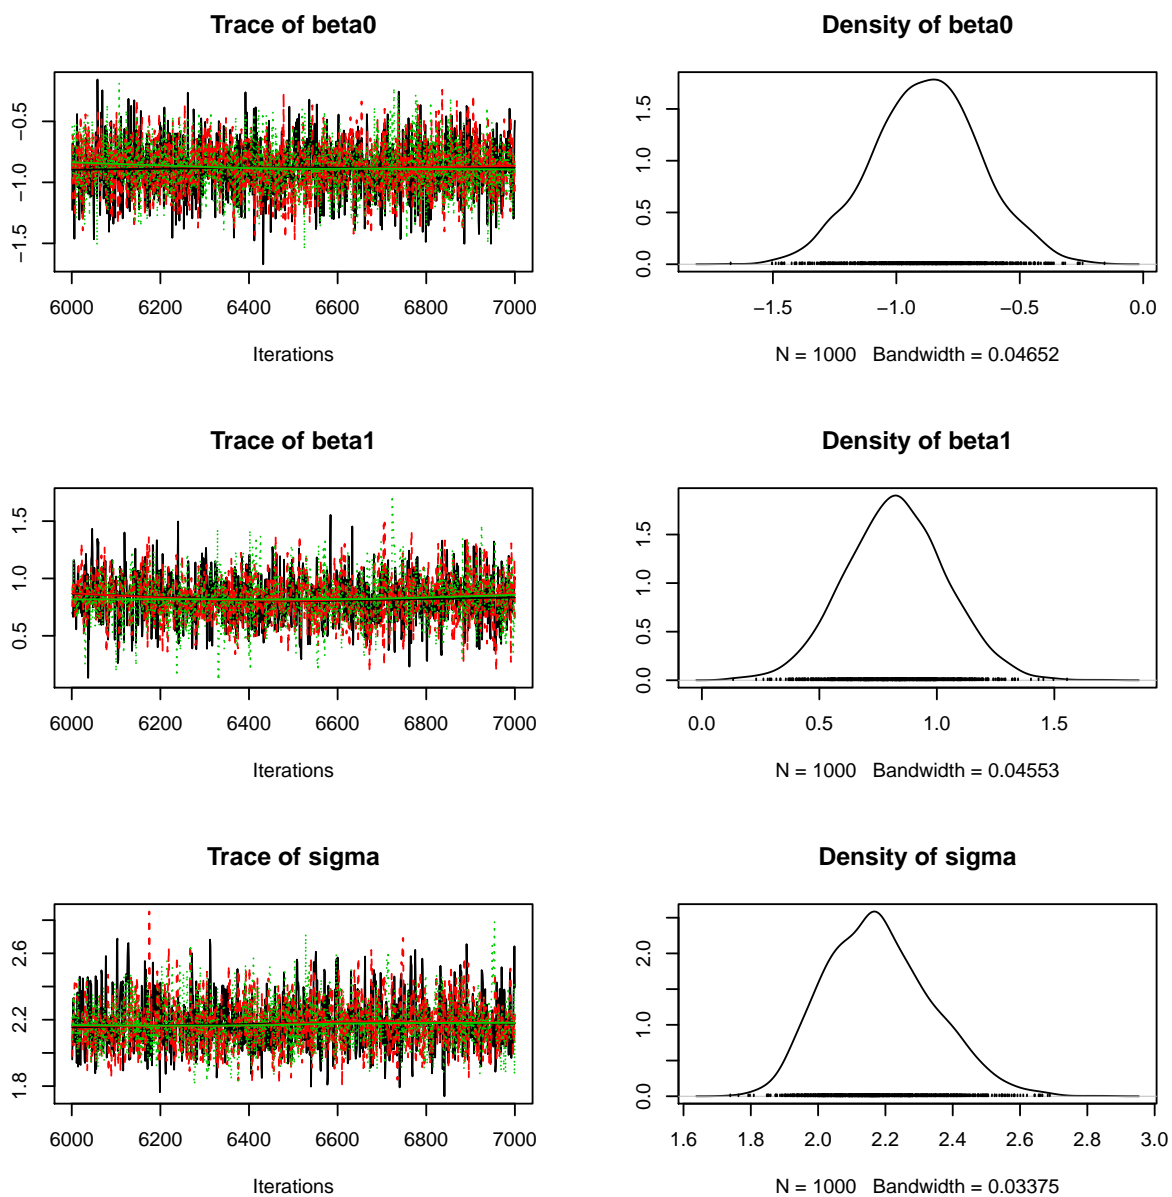 Trace of beta0
−0.5
−1.0
−1.5
6000 6200 6400 6600 6800 7000
Iterations
Density of beta0
1.5
1.0
0.5
0.0
−1.5 −1.0 −0.5 0.0
N = 1000 Bandwidth = 0.04652
Trace of beta1
1.5
1.0
0.5
6000 6200 6400 6600 6800 7000
Iterations
Density of beta1
1.5
1.0
0.5
0.0
0.0 0.5 1.0 1.5
N = 1000 Bandwidth = 0.04553
Trace of sigma
2.6
2.2
1.8
6000 6200 6400 6600 6800 7000
Iterations
Density of sigma
2.0
1.0
0.0
1.6 1.8 2.0 2.2 2.4 2.6 2.8 3.0
N = 1000 Bandwidth = 0.03375